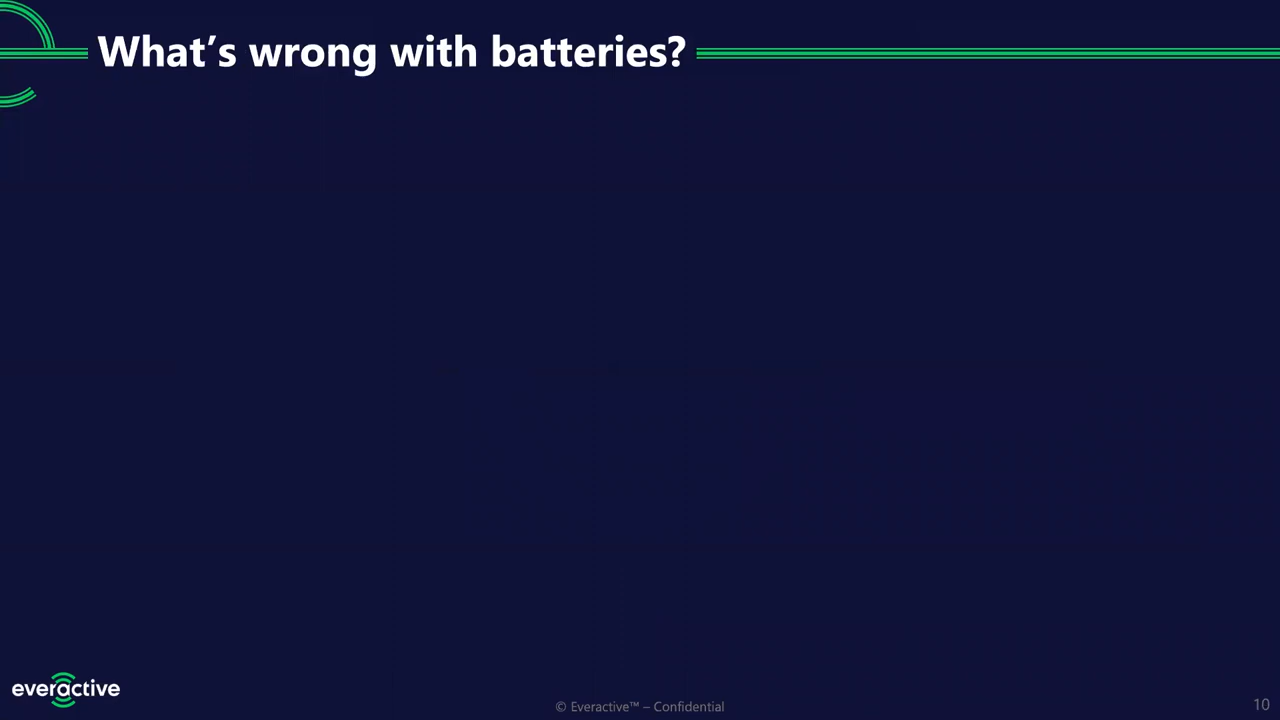 What’s wrong with batteries?
everactive
© Everactive™ – Confidential
10